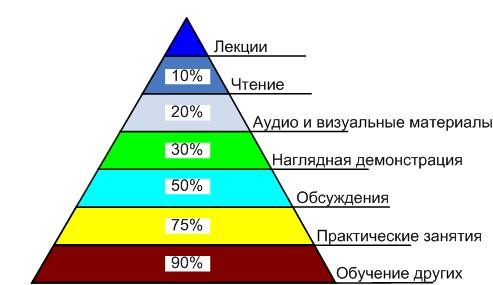 Лекции
10%
Чтение
20%
Аудио и визуальные материалы
30%
Наглядная демонстрация
50%
Обсуждения
75%
Практические занятия
90%
Обучение других